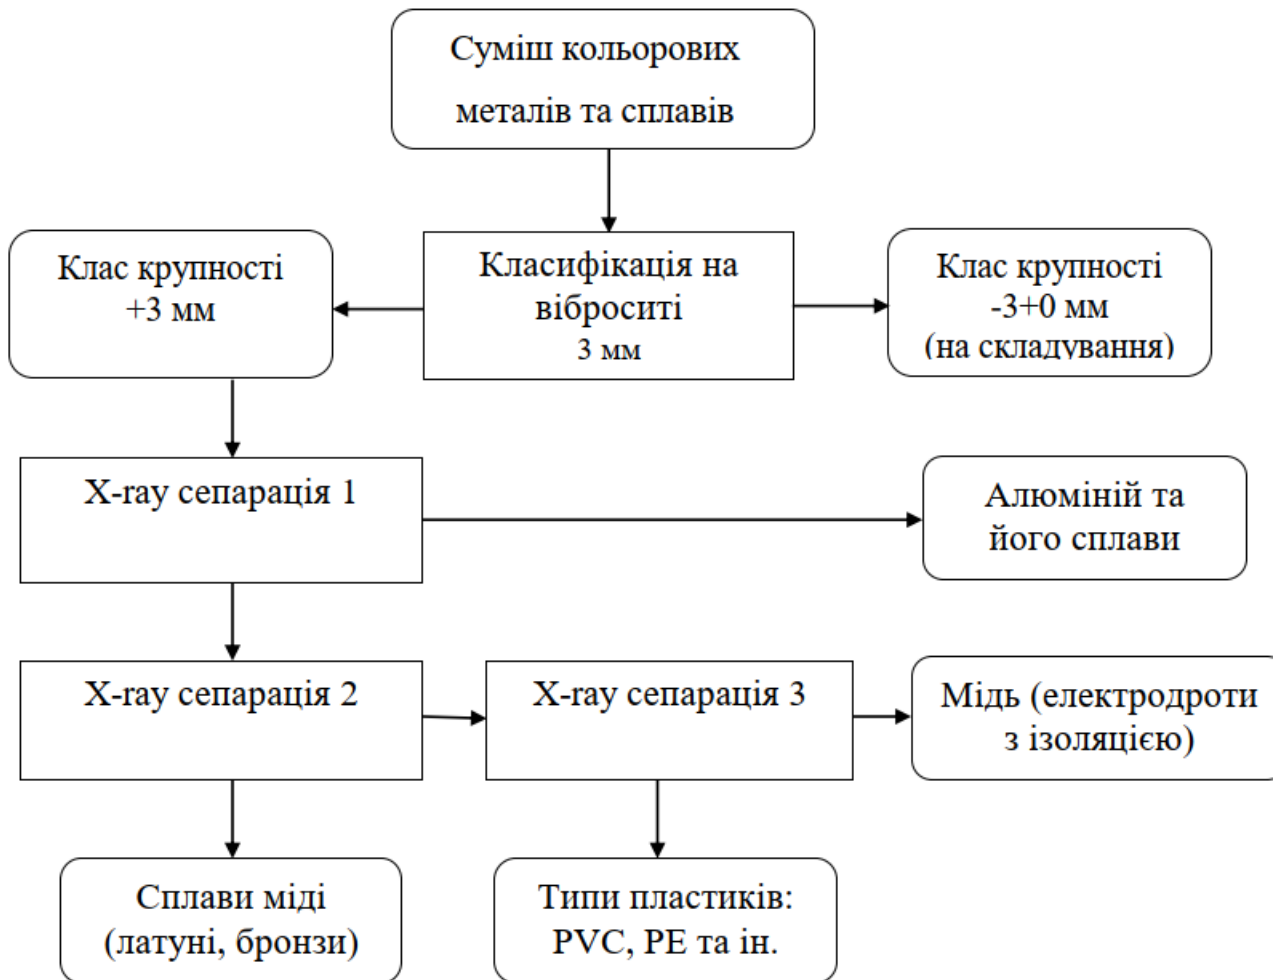 Суміш кольорових
металів та сплавів
Клас крупності
+3 мм
Класифікація на
віброситі
3 мм
Клас крупності
-3+0 мм
(на складування)
X-ray сепарація 1
Алюміній та
його сплави
X-ray сепарація 2
X-ray сепарація 3
Мідь (електродроти
з ізоляцією)
Сплави міді
(латуні, бронзи)
Типи пластиків:
PVC, PE та ін.